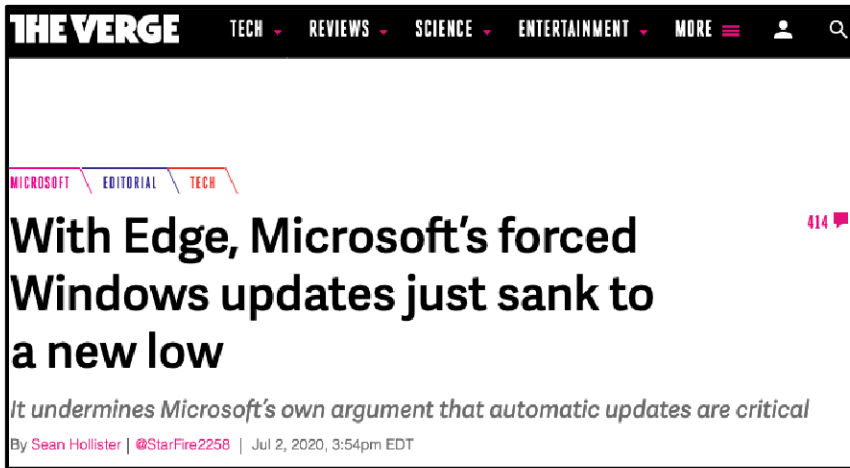 THE VERGE TECH REVIEWS SCIENCE ENTERTAINMENT MORE
MICROSOFT EDITORIAL TECH
With Edge, Microsoft's forced
414
Windows updates just sank to
a new low
It undermines Microsoft's own argument that automatic updates are critical
By Sean Hollister | @StarFire2258 | Jul 2, 2020, 3:54pm EDT